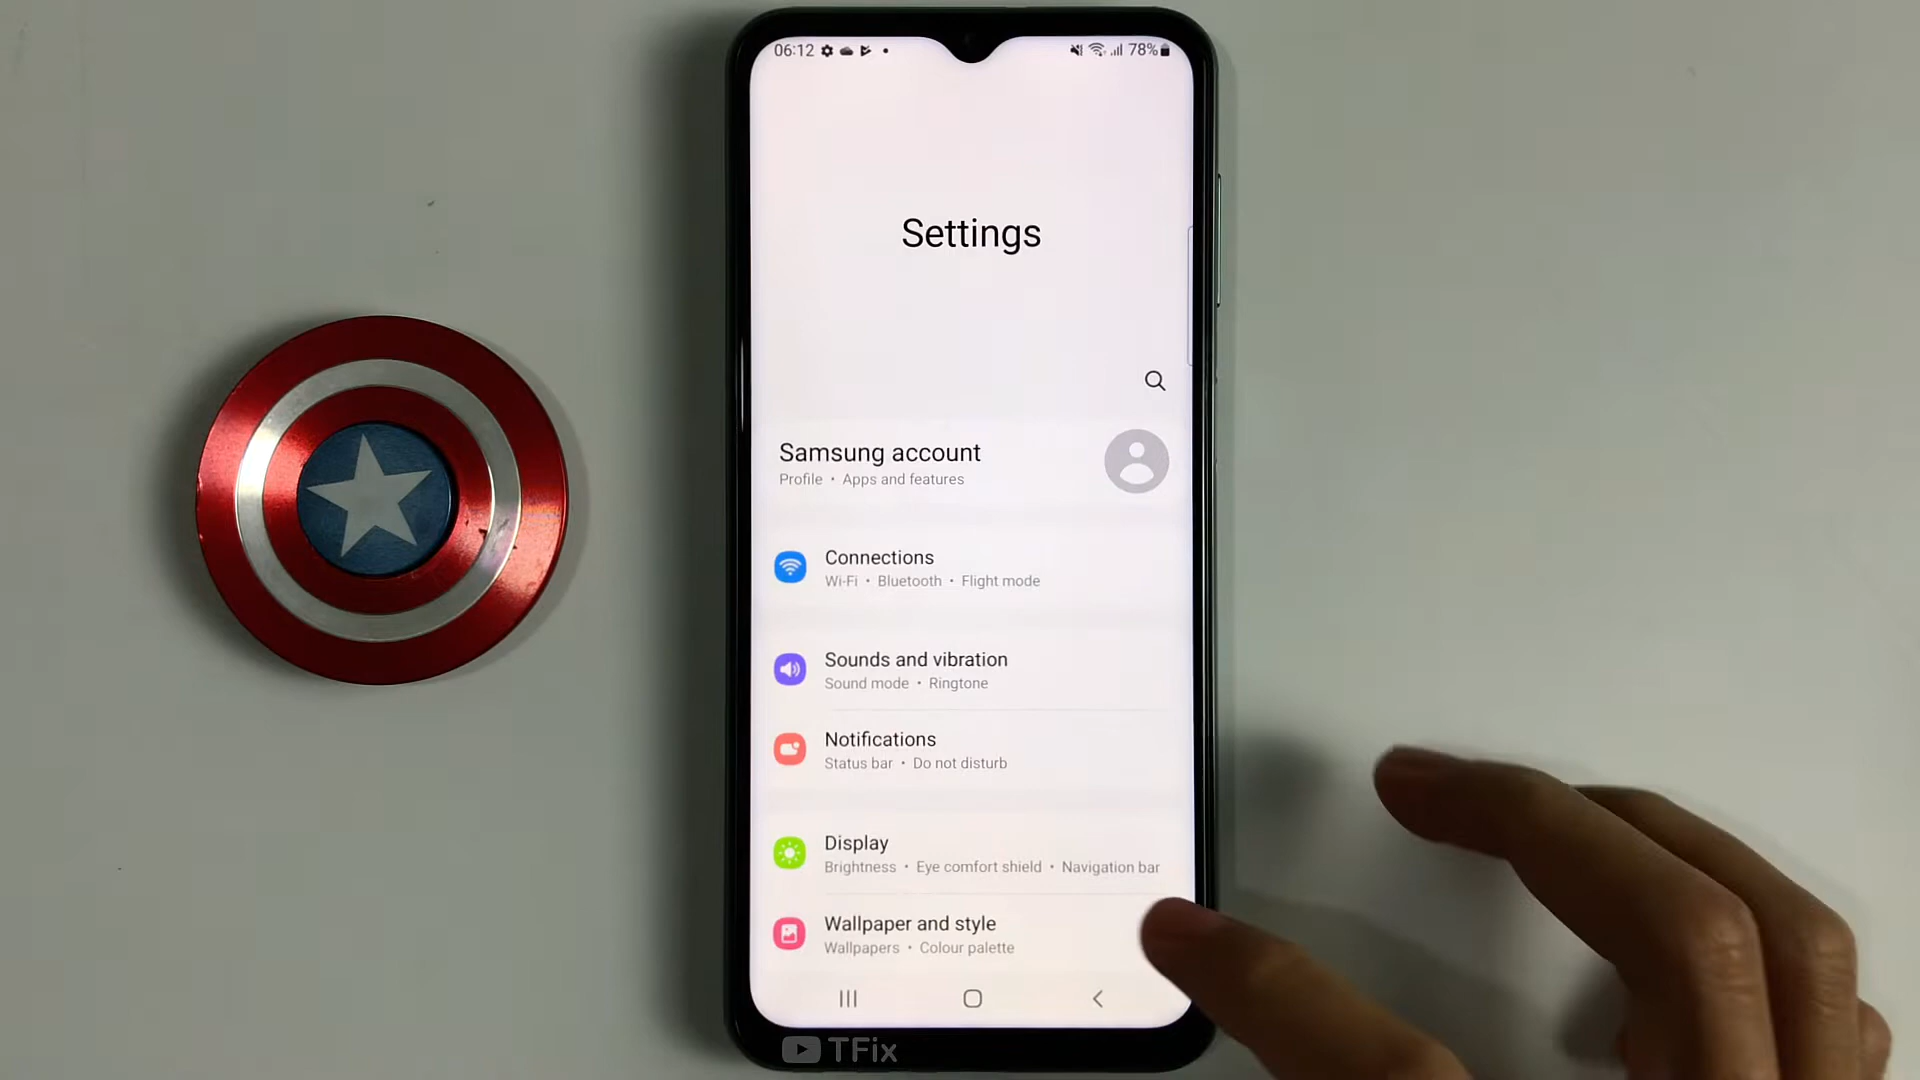 06:12 78%
Settings
Samsung account
Profile • Apps and features
Connections
Wi-Fi • Bluetooth • Flight mode
Sounds and vibration
Sound mode • Ringtone
Notifications
Status bar • Do not disturb
Display
Brightness • Eye comfort shield • Navigation bar
Wallpaper and style
Wallpapers • Colour palette
TFix